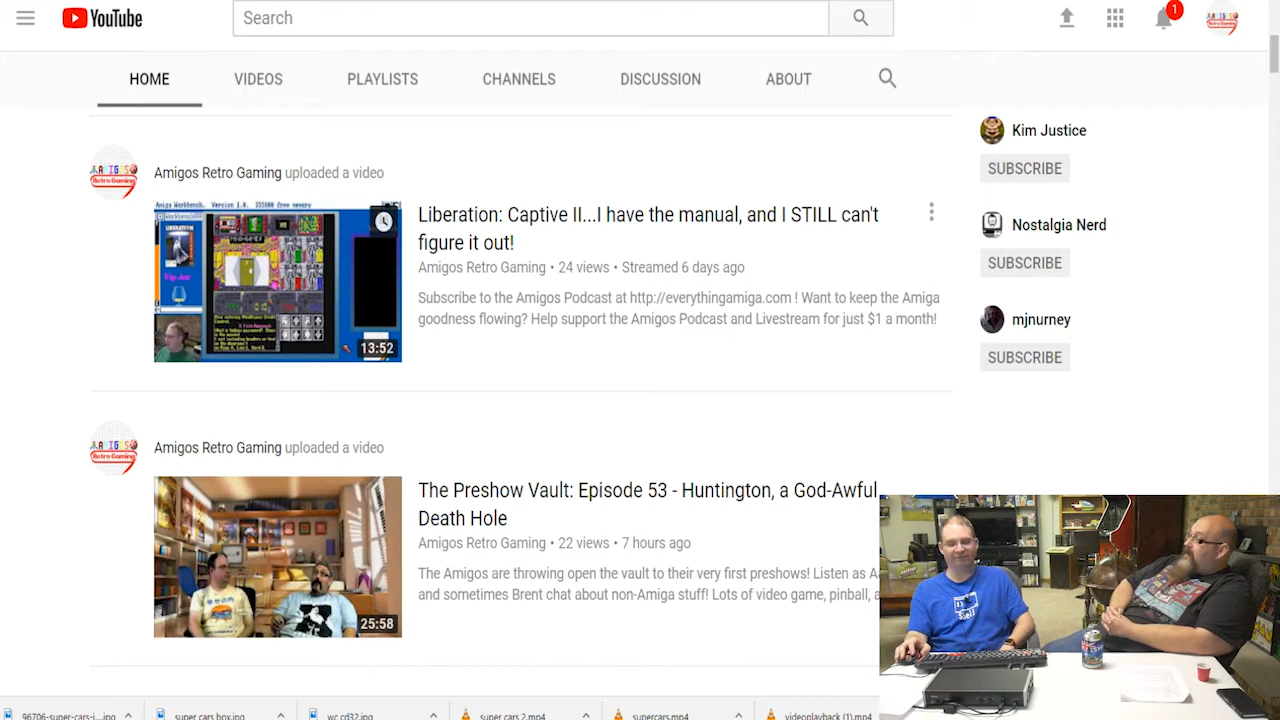 YouTube
Search
1
HOME VIDEOS PLAYLISTS CHANNELS DISCUSSION ABOUT
Kim Justice
SUBSCRIBE
Nostalgia Nerd
SUBSCRIBE
mjnurney
SUBSCRIBE
Amigos Retro Gaming uploaded a video
Liberation: Captive II...I have the manual, and I STILL can't
figure it out!
Amigos Retro Gaming • 24 views • Streamed 6 days ago
Subscribe to the Amigos Podcast at http://everythingamiga.com ! Want to keep the Amiga
goodness flowing? Help support the Amigos Podcast and Livestream for just $1 a month!
13:52
Amigos Retro Gaming uploaded a video
The Preshow Vault: Episode 53 - Huntington, a God-Awful
Death Hole
Amigos Retro Gaming • 22 views • 7 hours ago
The Amigos are throwing open the vault to their very first preshows! Listen as
and sometimes Brent chat about non-Amiga stuff! Lots of video game, pinball,
25:58
96706-super-cars-i....jpg super cars box.jpg wc cd32.jpg super cars 2.mp4 supercars.mp4 videoplayback (1).mp4